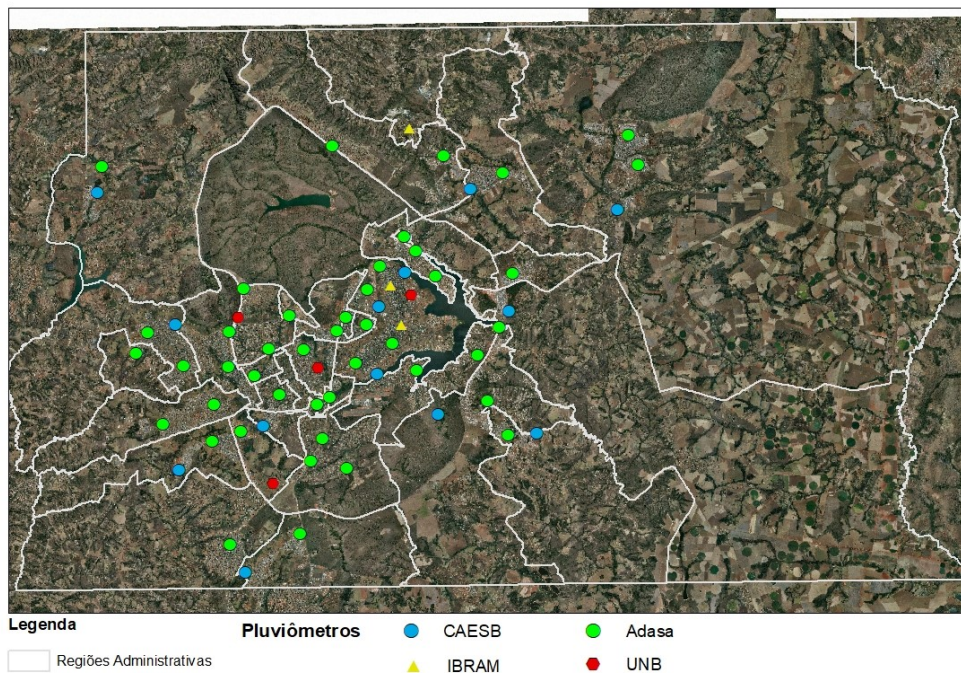 Legenda
Regiões Administrativas
Pluviômetros
CAESB
Adasa
IBRAM
UNB